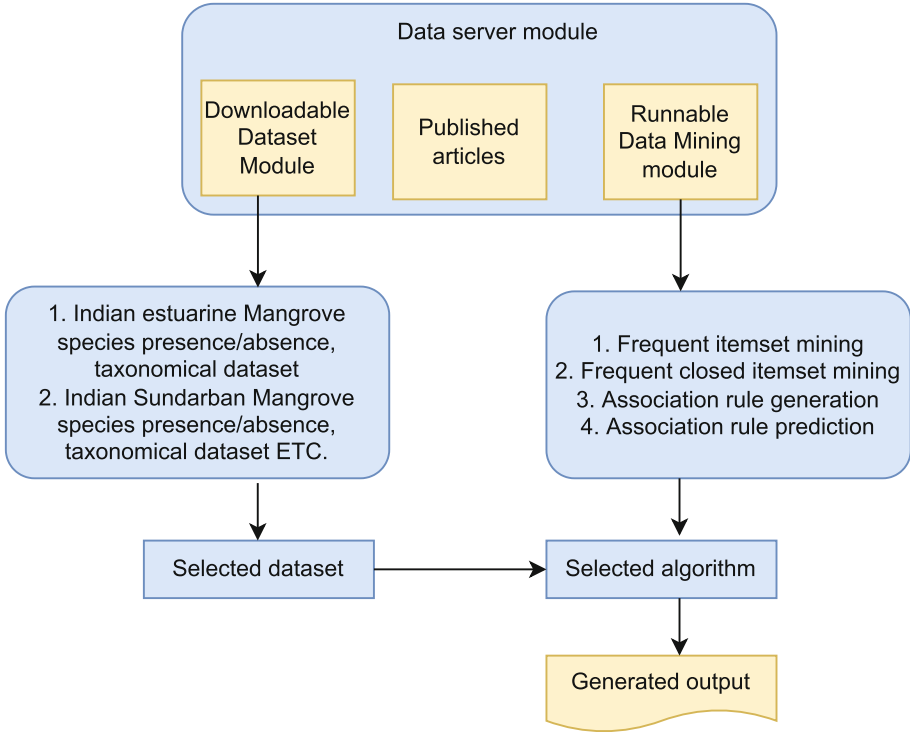 Data server module
Downloadable
Dataset
Module
Published
articles
Runnable
Data Mining
module
1. Indian estuarine Mangrove
species presence/absence,
taxonomical dataset
2. Indian Sundarban Mangrove
species presence/absence,
taxonomical dataset ETC.
1. Frequent itemset mining
2. Frequent closed itemset mining
3. Association rule generation
4. Association rule prediction
Selected dataset
Selected algorithm
Generated output